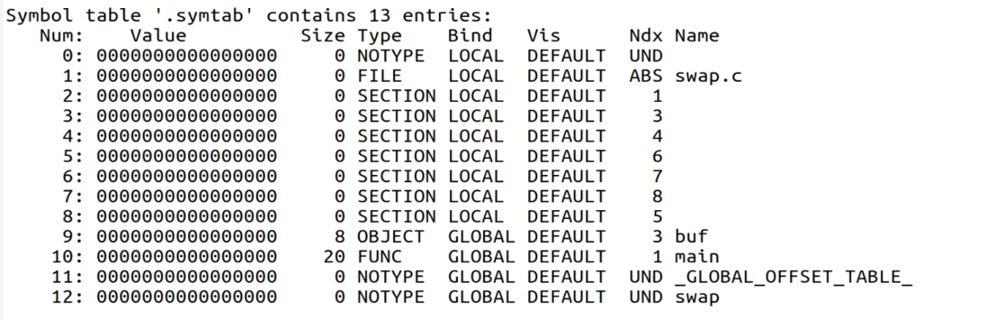 Symbol table '.symtab' contains 13 entries:
   Num:    Value          Size Type    Bind   Vis      Ndx Name
     0: 0000000000000000     0 NOTYPE  LOCAL  DEFAULT  UND
     1: 0000000000000000     0 FILE    LOCAL  DEFAULT  ABS swap.c
     2: 0000000000000000     0 SECTION LOCAL  DEFAULT    1
     3: 0000000000000000     0 SECTION LOCAL  DEFAULT    3
     4: 0000000000000000     0 SECTION LOCAL  DEFAULT    4
     5: 0000000000000000     0 SECTION LOCAL  DEFAULT    6
     6: 0000000000000000     0 SECTION LOCAL  DEFAULT    7
     7: 0000000000000000     0 SECTION LOCAL  DEFAULT    8
     8: 0000000000000000     0 SECTION LOCAL  DEFAULT    5
     9: 0000000000000000     8 OBJECT  GLOBAL DEFAULT    3 buf
    10: 0000000000000000    20 FUNC    GLOBAL DEFAULT    1 main
    11: 0000000000000000     0 NOTYPE  GLOBAL DEFAULT  UND _GLOBAL_OFFSET_TABLE_
    12: 0000000000000000     0 NOTYPE  GLOBAL DEFAULT  UND swap